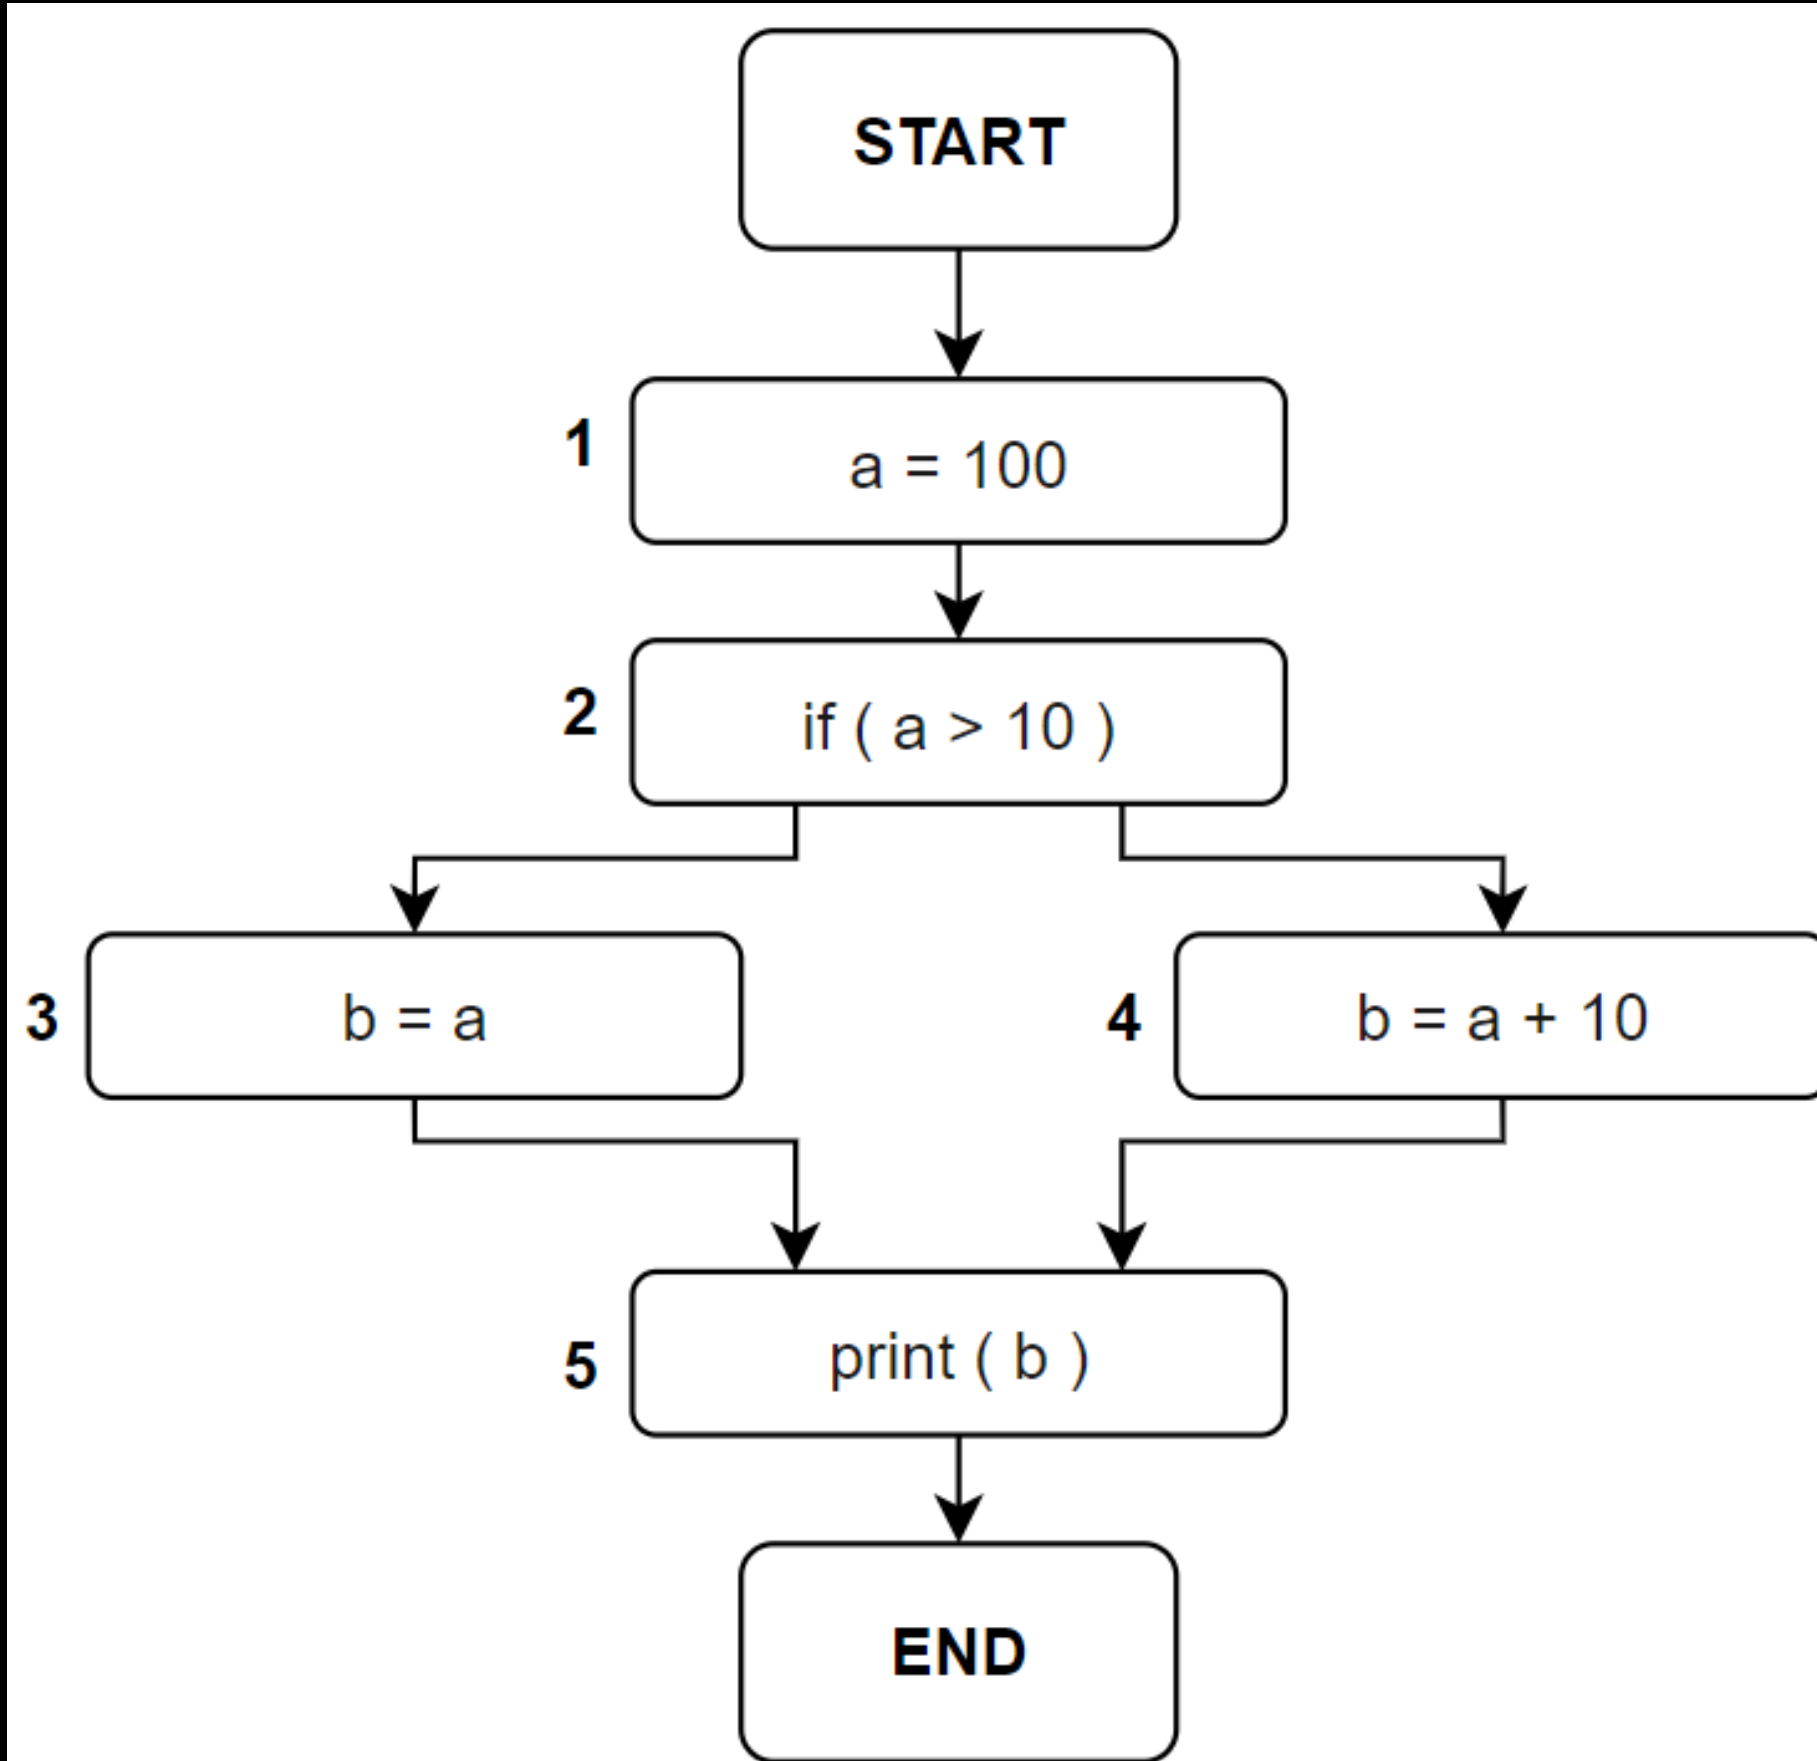 START
1
a = 100
2
if ( a > 10 )
3
b = a
4
b = a + 10
5
print ( b )
END